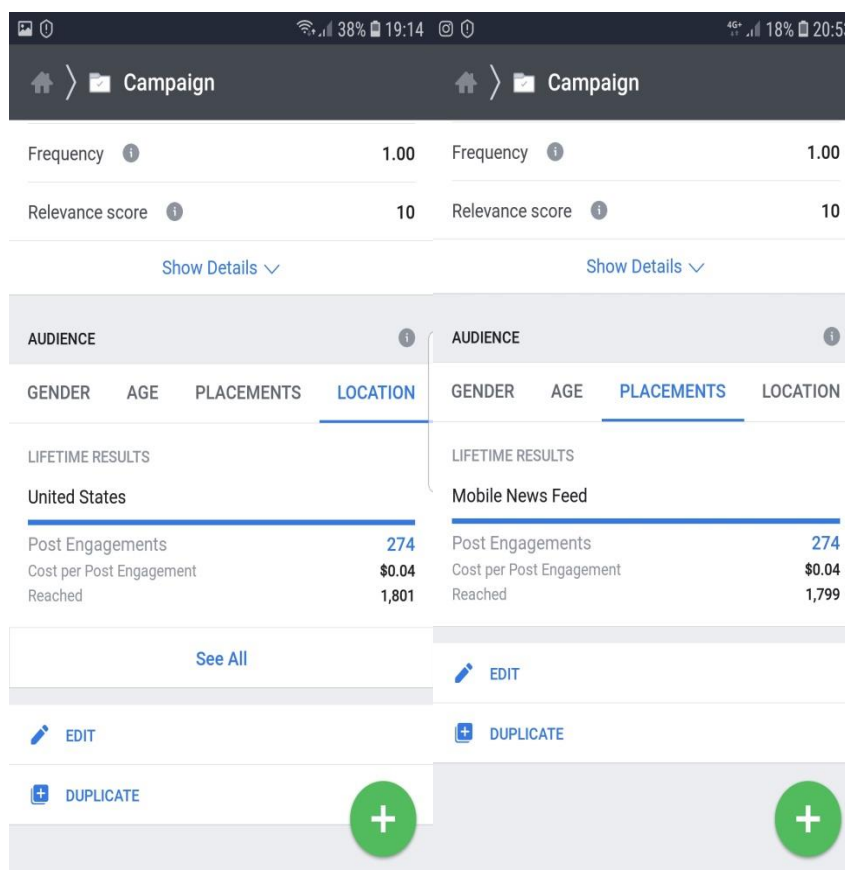 38% 19:14
Campaign
Frequency 1.00
Relevance score 10
Show Details
AUDIENCE
GENDER AGE PLACEMENTS LOCATION
LIFETIME RESULTS
United States
Post Engagements 274
Cost per Post Engagement $0.04
Reached 1,801
See All
EDIT
DUPLICATE
4G+ 18% 20:53
Campaign
Frequency 1.00
Relevance score 10
Show Details
AUDIENCE
GENDER AGE PLACEMENTS LOCATION
LIFETIME RESULTS
Mobile News Feed
Post Engagements 274
Cost per Post Engagement $0.04
Reached 1,799
EDIT
DUPLICATE